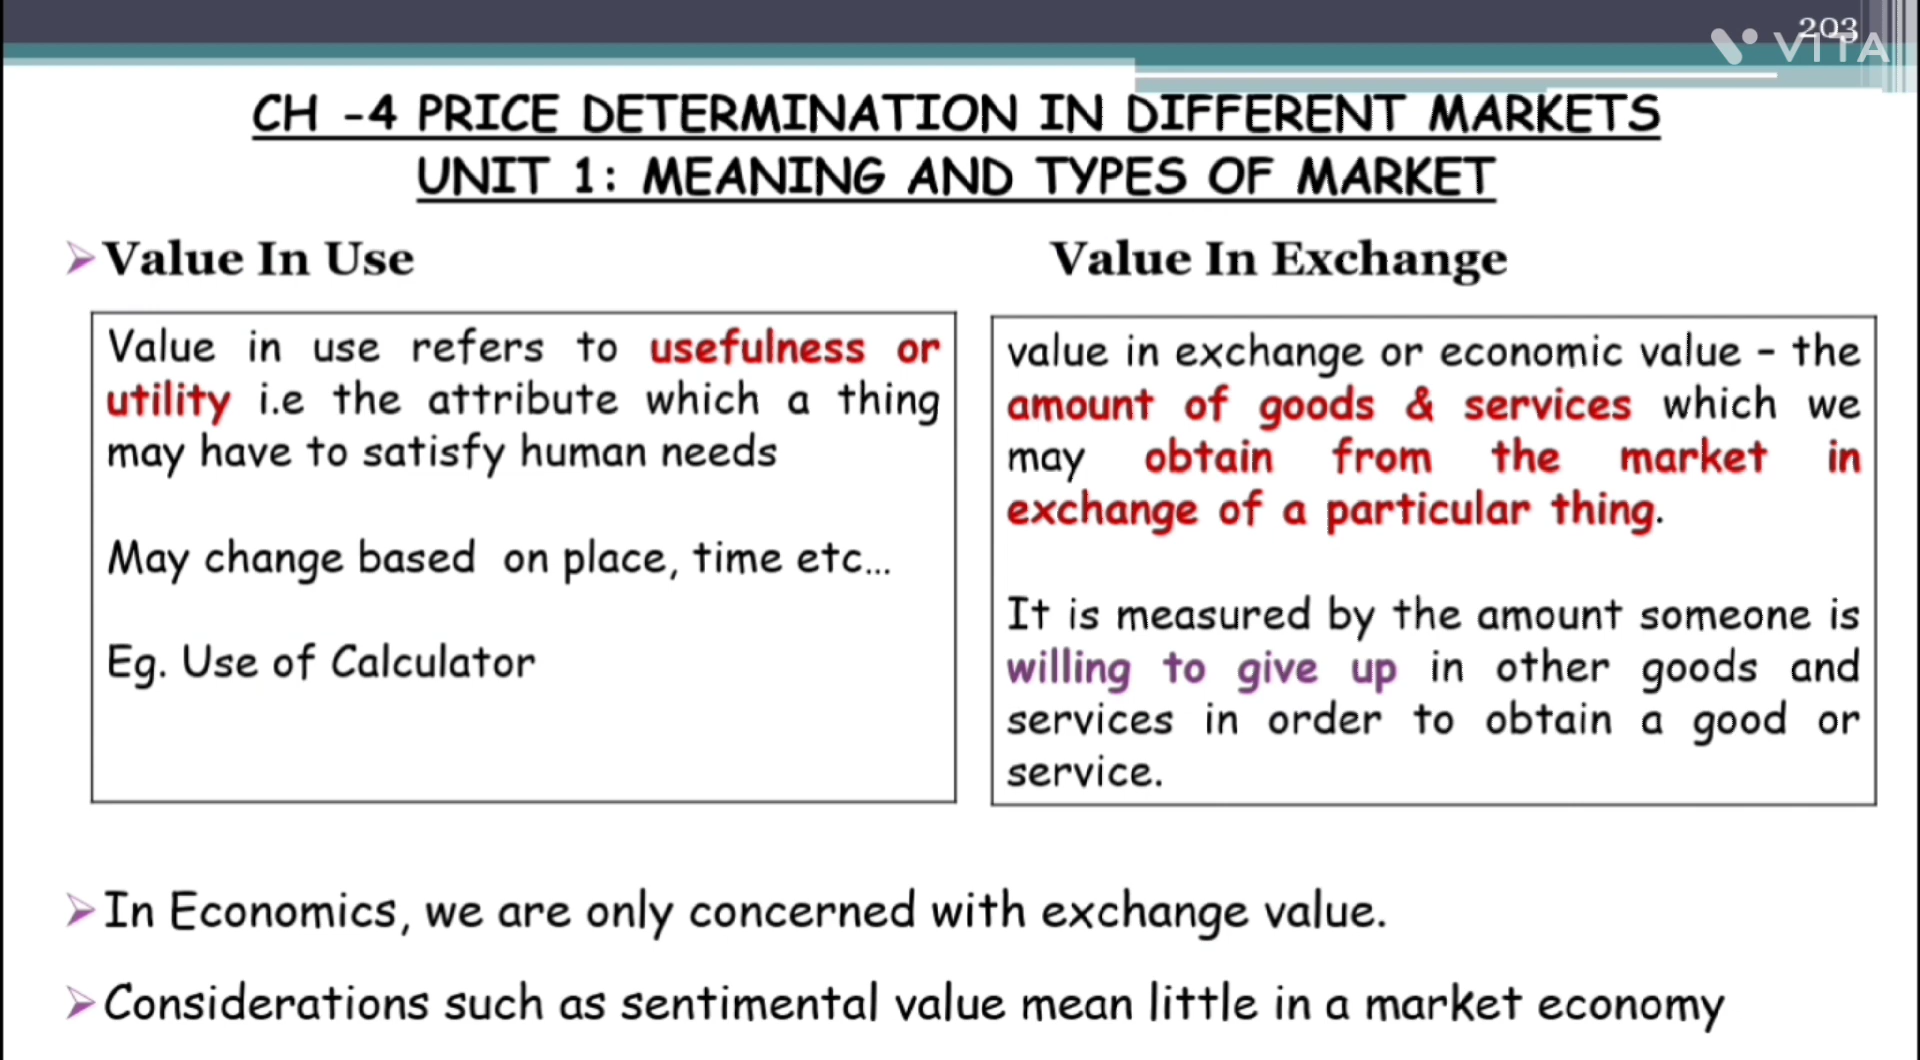 203
VITA
CH -4 PRICE DETERMINATION IN DIFFERENT MARKETS
UNIT 1: MEANING AND TYPES OF MARKET
Value In Use
Value in use refers to usefulness or
utility i.e the attribute which a thing
may have to satisfy human needs
May change based on place, time etc...
Eg. Use of Calculator
Value In Exchange
value in exchange or economic value – the
amount of goods & services which we
may obtain from the market in
exchange of a particular thing.
It is measured by the amount someone is
willing to give up in other goods and
services in order to obtain a good or
service.
In Economics, we are only concerned with exchange value.
Considerations such as sentimental value mean little in a market economy